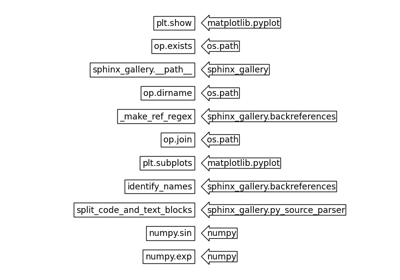 plt.show matplotlib.pyplot
op.exists os.path
sphinx_gallery.__path__ sphinx_gallery
op.dirname os.path
_make_ref_regex sphinx_gallery.backreferences
op.join os.path
plt.subplots matplotlib.pyplot
identify_names sphinx_gallery.backreferences
split_code_and_text_blocks sphinx_gallery.py_source_parser
numpy.sin numpy
numpy.exp numpy